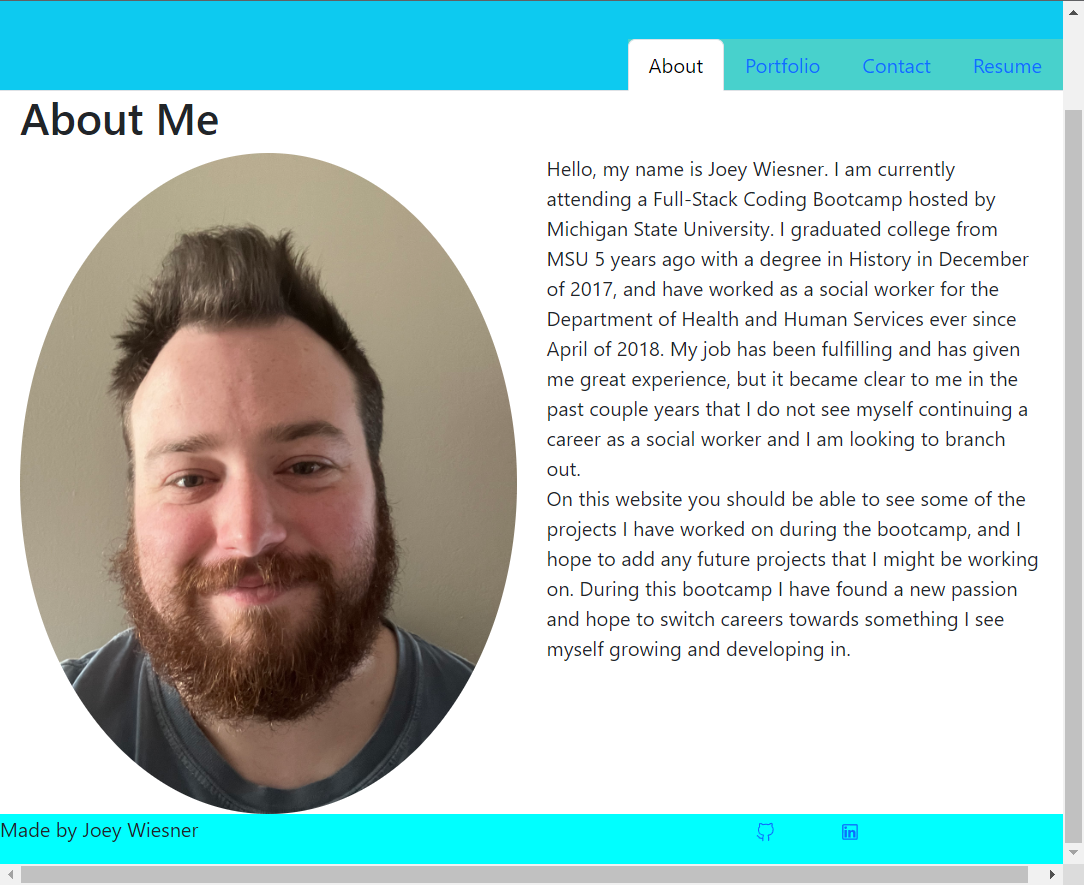 About
Portfolio
Contact
Resume
About Me
Hello, my name is Joey Wiesner. I am currently
attending a Full-Stack Coding Bootcamp hosted by
Michigan State University. I graduated college from
MSU 5 years ago with a degree in History in December
of 2017, and have worked as a social worker for the
Department of Health and Human Services ever since
April of 2018. My job has been fulfilling and has given
me great experience, but it became clear to me in the
past couple years that I do not see myself continuing a
career as a social worker and I am looking to branch
out.
On this website you should be able to see some of the
projects I have worked on during the bootcamp, and I
hope to add any future projects that I might be working
on. During this bootcamp I have found a new passion
and hope to switch careers towards something I see
myself growing and developing in.
Made by Joey Wiesner
in